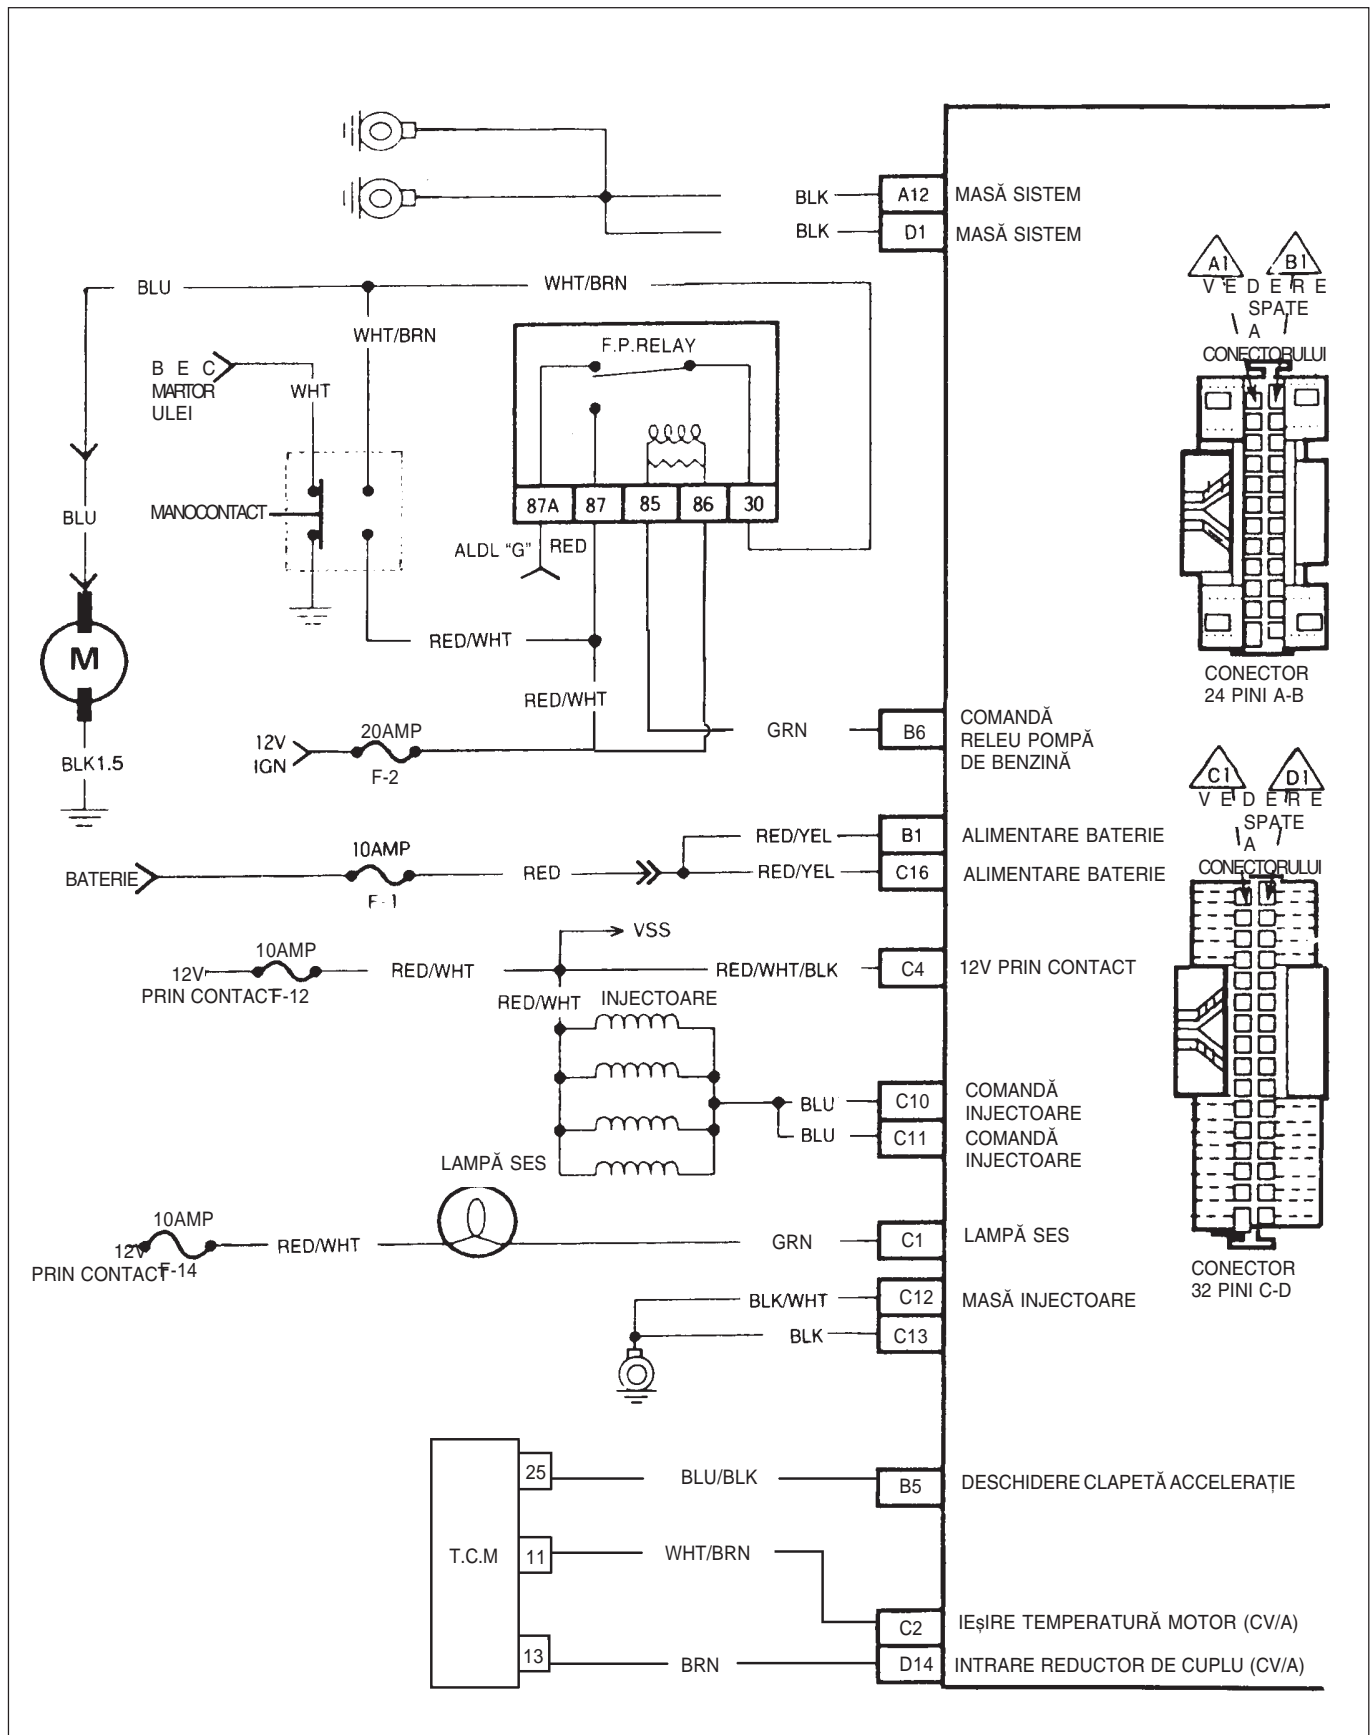 BLK
A12
MASĂ SISTEM
BLK
D1
MASĂ SISTEM
A1
B1
V E D E R E
SPATE
A
CONECTORULUI
BLU
WHT/BRN
WHT/BRN
F.P.RELAY
B E C
MARTOR
ULEI
WHT
87A
87
85
86
30
MANOCONTACT
BLU
ALDL "G"
RED
RED/WHT
M
CONECTOR
24 PINI A-B
RED/WHT
12V
IGN
20AMP
F-2
GRN
B6
COMANDĂ
RELEU POMPĂ
DE BENZINĂ
BLK1.5
C1
D1
V E D E R E
SPATE
A
CONECTORULUI
RED/YEL
B1
ALIMENTARE BATERIE
BATERIE
10AMP
F-1
RED
RED/YEL
C16
ALIMENTARE BATERIE
VSS
12V
PRIN CONTACT
10AMP
F-12
RED/WHT
RED/WHT/BLK
C4
12V PRIN CONTACT
RED/WHT
INJECTOARE
BLU
C10
COMANDĂ
INJECTOARE
BLU
C11
COMANDĂ
INJECTOARE
LAMPĂ SES
12V
PRIN CONTACT
10AMP
F-14
RED/WHT
GRN
C1
LAMPĂ SES
CONECTOR
32 PINI C-D
BLK/WHT
C12
MASĂ INJECTOARE
BLK
C13
T.C.M
25
BLU/BLK
B5
DESCHIDERE CLAPETĂ ACCELERAȚIE
11
WHT/BRN
C2
IEşIRE TEMPERATURĂ MOTOR (CV/A)
13
BRN
D14
INTRARE REDUCTOR DE CUPLU (CV/A)